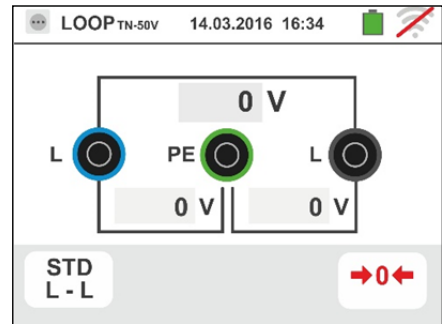 LOOP TN-50V 14.03.2016 16:34
0 V
L PE L
0 V 0 V
STD
L - L
➔0←